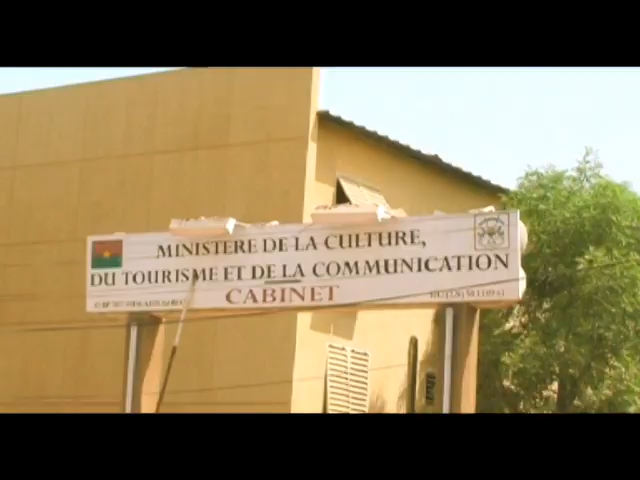 MINISTERE DE LA CULTURE,
DU TOURISME ET DE LA COMMUNICATION
CABINET